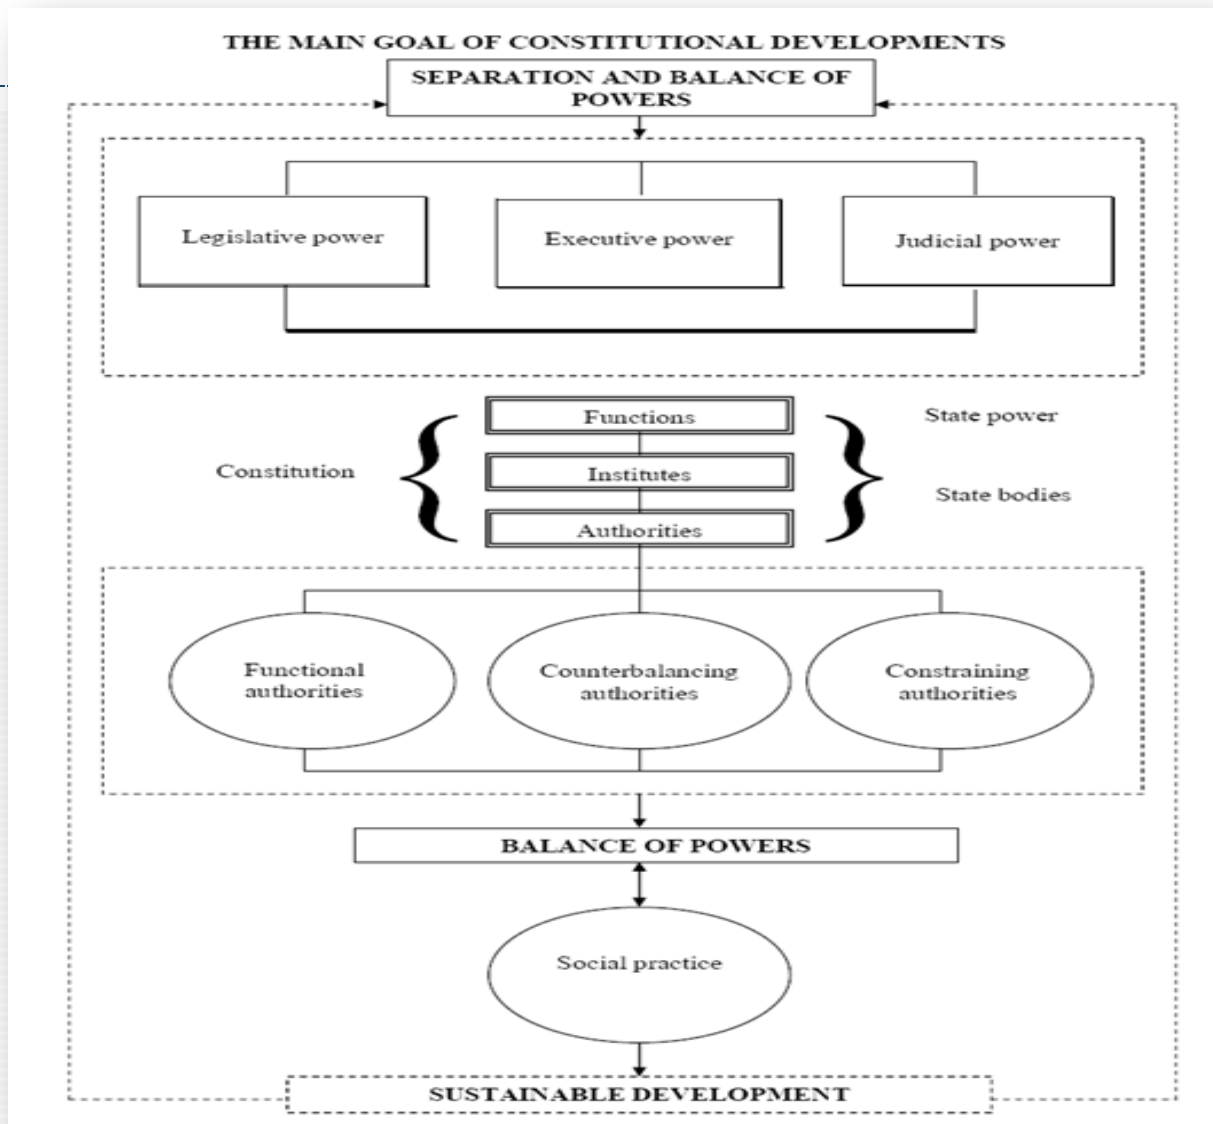 THE MAIN GOAL OF CONSTITUTIONAL DEVELOPMENTS
SEPARATION AND BALANCE OF
POWERS
Legislative power
Executive power
Judicial power
Functions
State power
Constitution
Institutes
State bodies
Authorities
Functional
authorities
Counterbalancing
authorities
Constraining
authorities
BALANCE OF POWERS
Social practice
SUSTAINABLE DEVELOPMENT